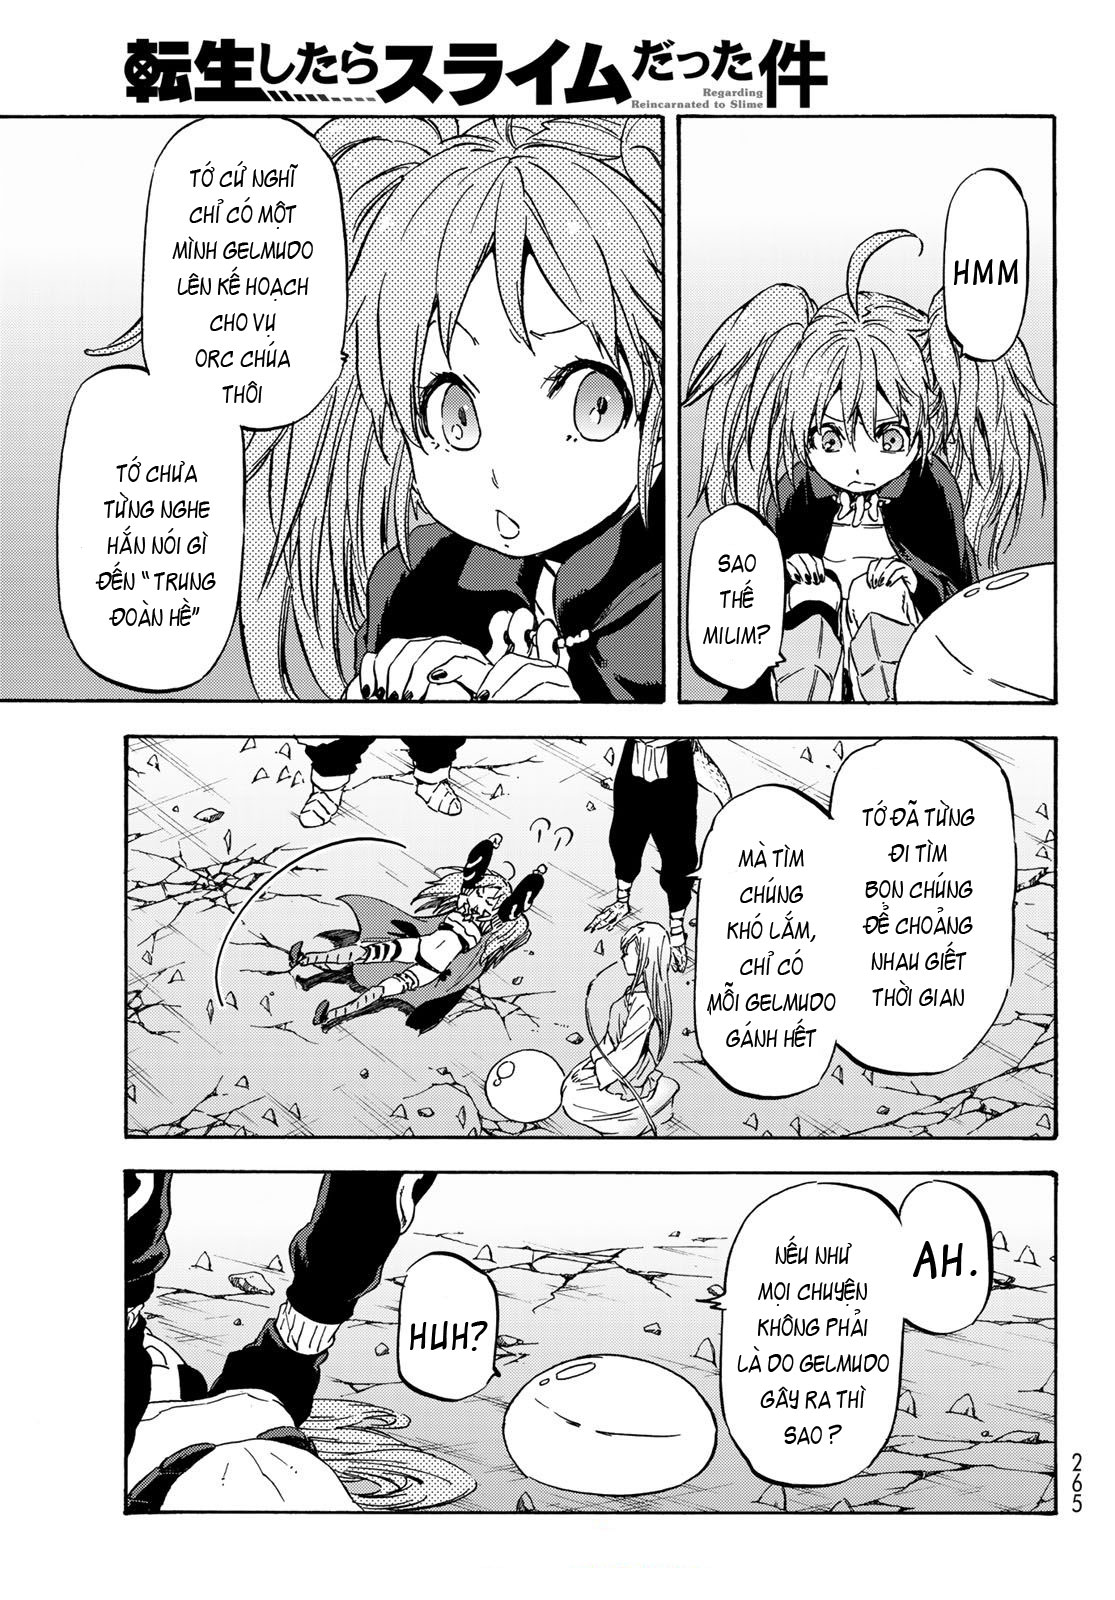 転生したらスライムだった件
Regarding
Reincarnated to Slime
HMM
SAO
THẾ
MILIM?
TỚ CỨ NGHĨ
CHỈ CÓ MỘT
MÌNH GELMUDO
LÊN KẾ HOẠCH
CHO VỤ
ORC CHÚA
THÔI
TỚ CHƯA
TỪNG NGHE
HẮN NÓI GÌ
ĐẾN “ TRUNG
ĐOÀN HỀ”
TỚ ĐÃ TỪNG
ĐI TÌM
BỌN CHÚNG
ĐỂ CHOẢNG
NHAU GIẾT
THỜI GIAN
MÀ TÌM
CHÚNG
KHÓ LẮM,
CHỈ CÓ
MỖI GELMUDO
GÁNH HẾT
AH.
NẾU NHƯ
MỌI CHUYỆN
KHÔNG PHẢI
LÀ DO GELMUDO
GÂY RA THÌ
SAO ?
HUH?
265